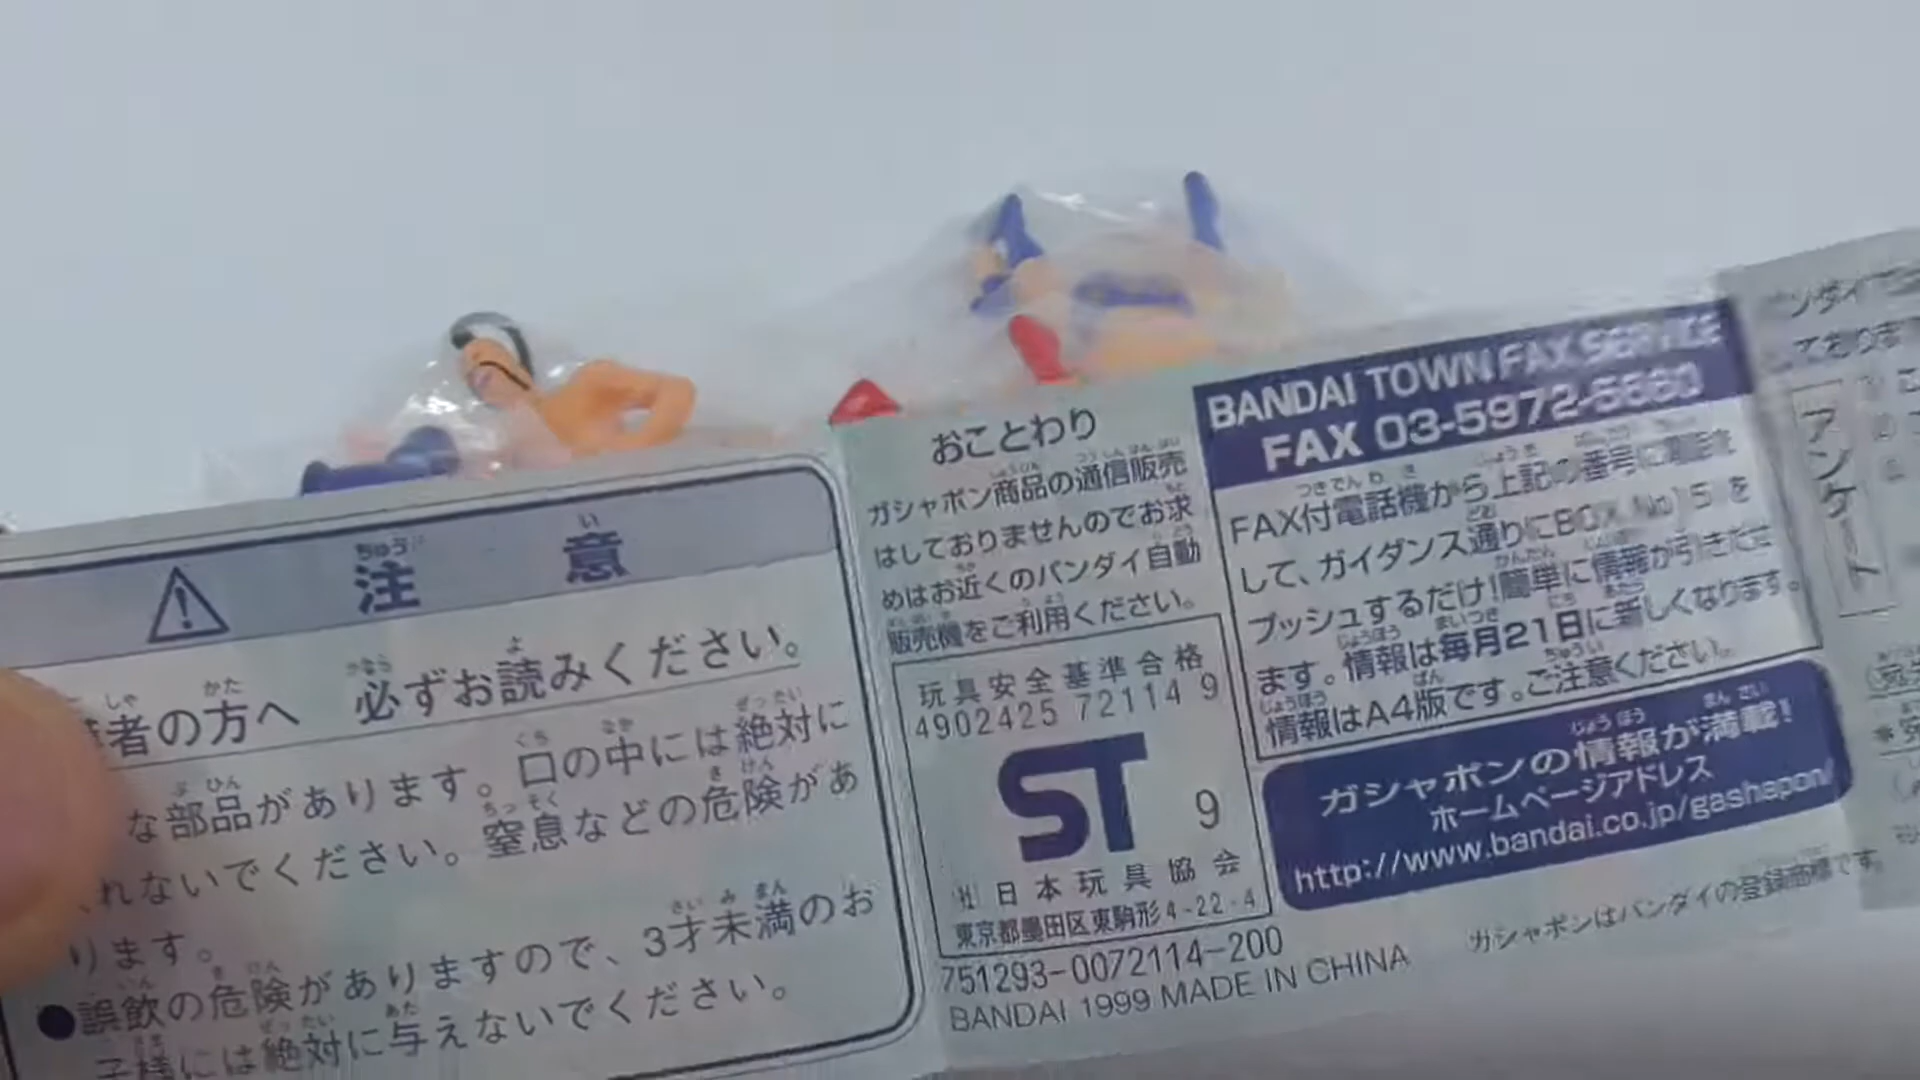 注意
者の方へ 必ずお読みください。
な部品があります。口の中には絶対に
れないでください。窒息などの危険があ
ります。
●誤飲の危険がありますので、3才未満のお
子様には絶対に与えないでください。
おことわり
ガシャポン商品の通信販売
はしておりませんのでお求
めはお近くのバンダイ自動
販売機をご利用ください。
玩具安全基準合格
4902425 72114 9
ST 9
日本玩具協会
東京都墨田区東駒形4-22-4
751293-0072114-200
BANDAI 1999 MADE IN CHINA
BANDAI TOWN FAX SERVICE
FAX 03-5972-
FAX付電話機から上記の番号に電話を
して、ガイダンス通りにBOX No 5 を
プッシュするだけ!簡単に情報が引きだせ
ます。情報は毎月21日に新しくなります。
情報はA4版です。ご注意ください。
ガシャポンの情報が満載!
ホームページアドレス
http://www.bandai.co.jp/gashapon/
ガシャポンはバンダイの登録商標です。
アンケート